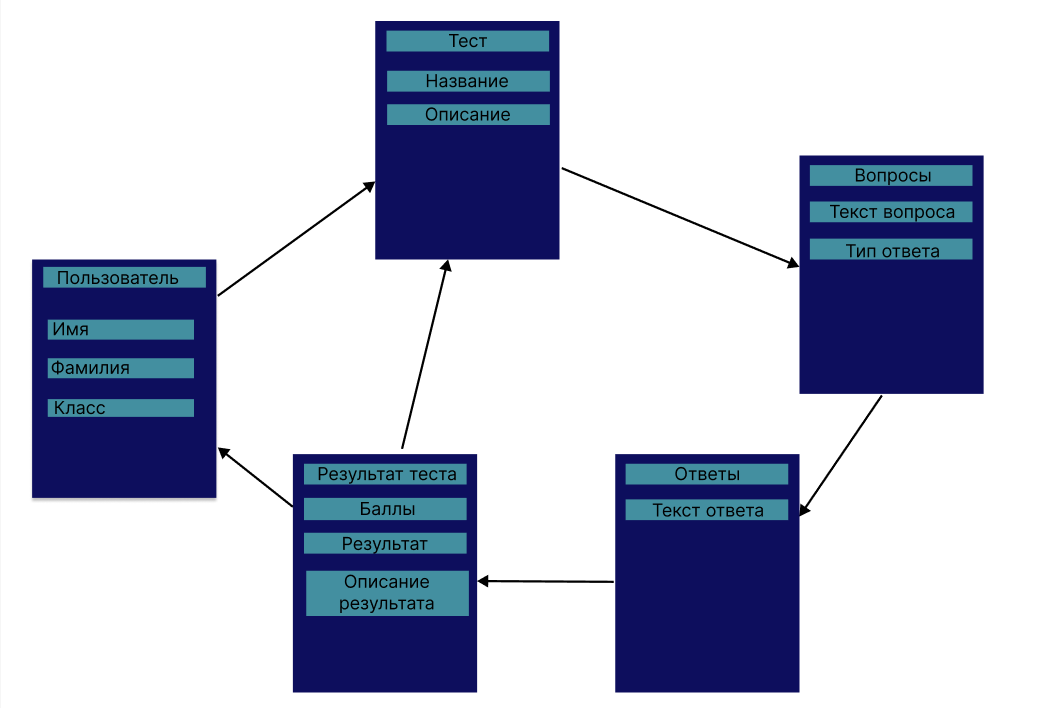 Тест
Название
Описание
Вопросы
Текст вопроса
Тип ответа
Пользователь
Имя
Фамилия
Класс
Результат теста
Баллы
Результат
Описание
результата
Ответы
Текст ответа